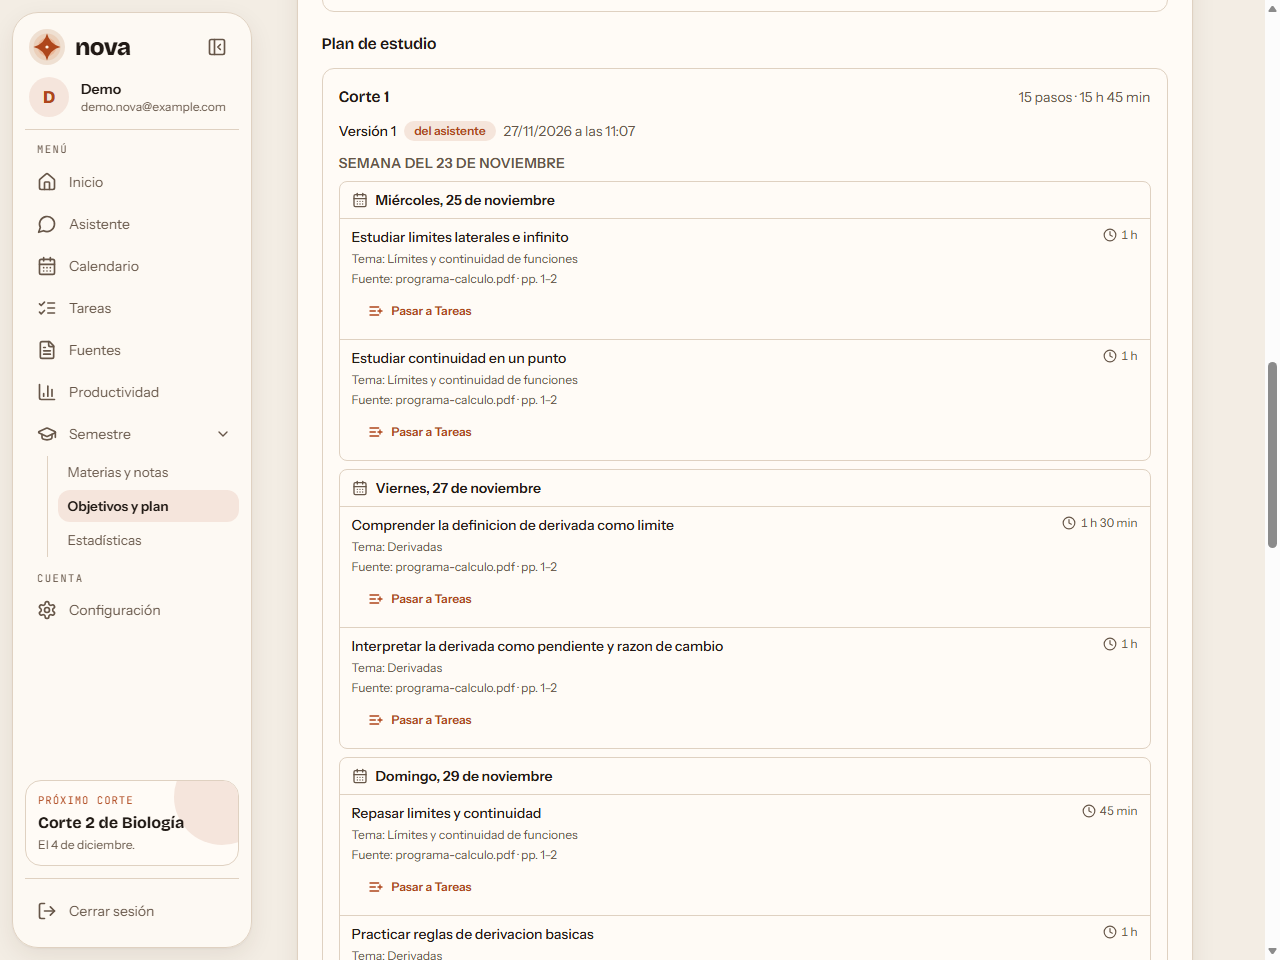 nova
D
Demo
demo.nova@example.com
MENÚ
Inicio
Asistente
Calendario
Tareas
Fuentes
Productividad
Semestre
Materias y notas
Objetivos y plan
Estadísticas
CUENTA
Configuración
PRÓXIMO CORTE
Corte 2 de Biología
El 4 de diciembre.
Cerrar sesión
Plan de estudio
Corte 1
15 pasos · 15 h 45 min
Versión 1 del asistente 27/11/2026 a las 11:07
SEMANA DEL 23 DE NOVIEMBRE
Miércoles, 25 de noviembre
Estudiar limites laterales e infinito
1 h
Tema: Límites y continuidad de funciones
Fuente: programa-calculo.pdf · pp. 1–2
Pasar a Tareas
Estudiar continuidad en un punto
1 h
Tema: Límites y continuidad de funciones
Fuente: programa-calculo.pdf · pp. 1–2
Pasar a Tareas
Viernes, 27 de noviembre
Comprender la definicion de derivada como limite
1 h 30 min
Tema: Derivadas
Fuente: programa-calculo.pdf · pp. 1–2
Pasar a Tareas
Interpretar la derivada como pendiente y razon de cambio
1 h
Tema: Derivadas
Fuente: programa-calculo.pdf · pp. 1–2
Pasar a Tareas
Domingo, 29 de noviembre
Repasar limites y continuidad
45 min
Tema: Límites y continuidad de funciones
Fuente: programa-calculo.pdf · pp. 1–2
Pasar a Tareas
Practicar reglas de derivacion basicas
1 h
Tema: Derivadas